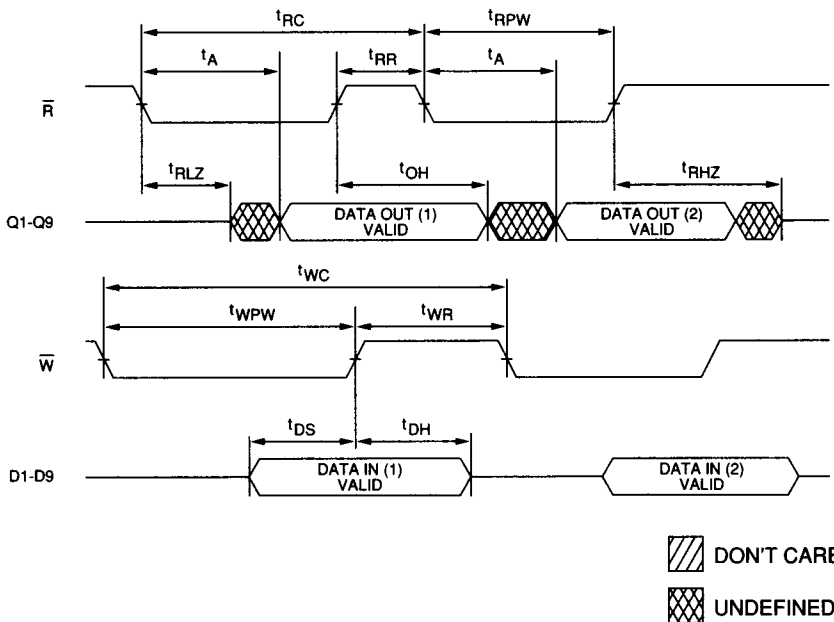 tRC tRPW
tA tRR tA
R̅
tRLZ tOH tRHZ
Q1-Q9
DATA OUT (1) VALID
DATA OUT (2) VALID
tWC
tWPW tWR
W̅
tDS tDH
D1-D9
DATA IN (1) VALID
DATA IN (2) VALID
DON'T CARE
UNDEFINED